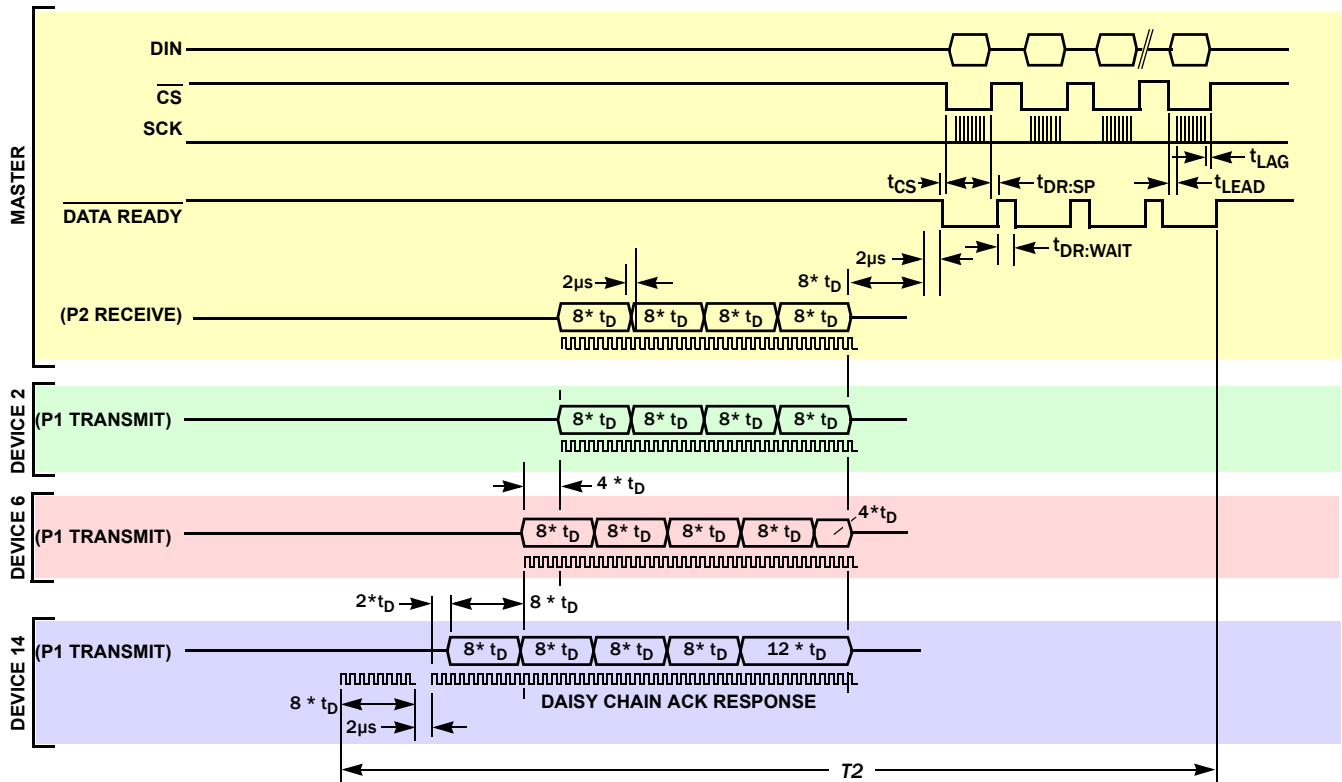 MASTER
DIN
CS
SCK
tLAG
tCS
tDR:SP
tLEAD
DATA READY
tDR:WAIT
2µs
8* tD
2µs
(P2 RECEIVE)
8* tD
8* tD
8* tD
8* tD
DEVICE 2
(P1 TRANSMIT)
8* tD
8* tD
8* tD
8* tD
4 * tD
DEVICE 6
(P1 TRANSMIT)
8* tD
8* tD
8* tD
8* tD
4*tD
2*tD
8 * tD
DEVICE 14
(P1 TRANSMIT)
8* tD
8* tD
8* tD
8* tD
12 * tD
8 * tD
DAISY CHAIN ACK RESPONSE
2µs
T2